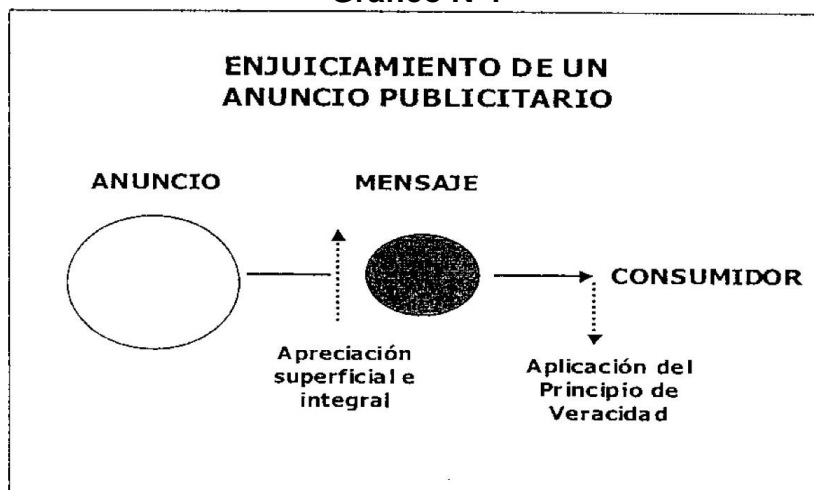 ENJUICIAMIENTO DE UN
ANUNCIO PUBLICITARIO
ANUNCIO
MENSAJE
CONSUMIDOR
Apreciación
superficial e
integral
Aplicación del
Principio de
Veracidad